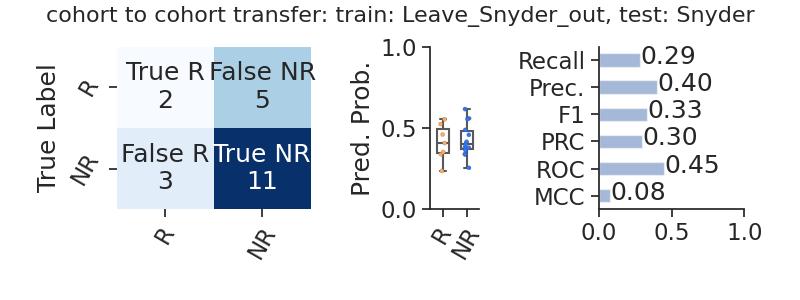 cohort to cohort transfer: train: Leave_Snyder_out, test: Snyder
True Label
R
NR
True R
2
False NR
5
False R
3
True NR
11
R
NR
Pred. Prob.
1.0
0.5
0.0
R
NR
Recall 0.29
Prec. 0.40
F1 0.33
PRC 0.30
ROC 0.45
MCC 0.08
0.0 0.5 1.0